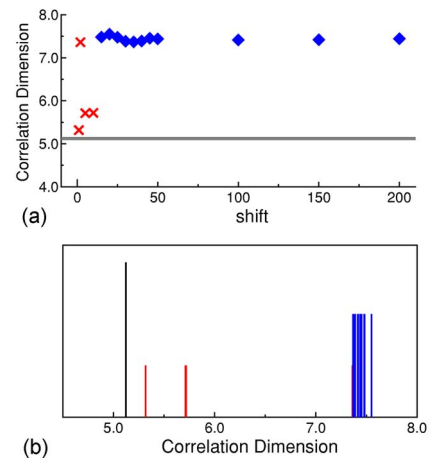 8.0
7.0
6.0
5.0
4.0
Correlation Dimension
0 50 100 150 200
(a) shift
5.0 6.0 7.0 8.0
(b) Correlation Dimension